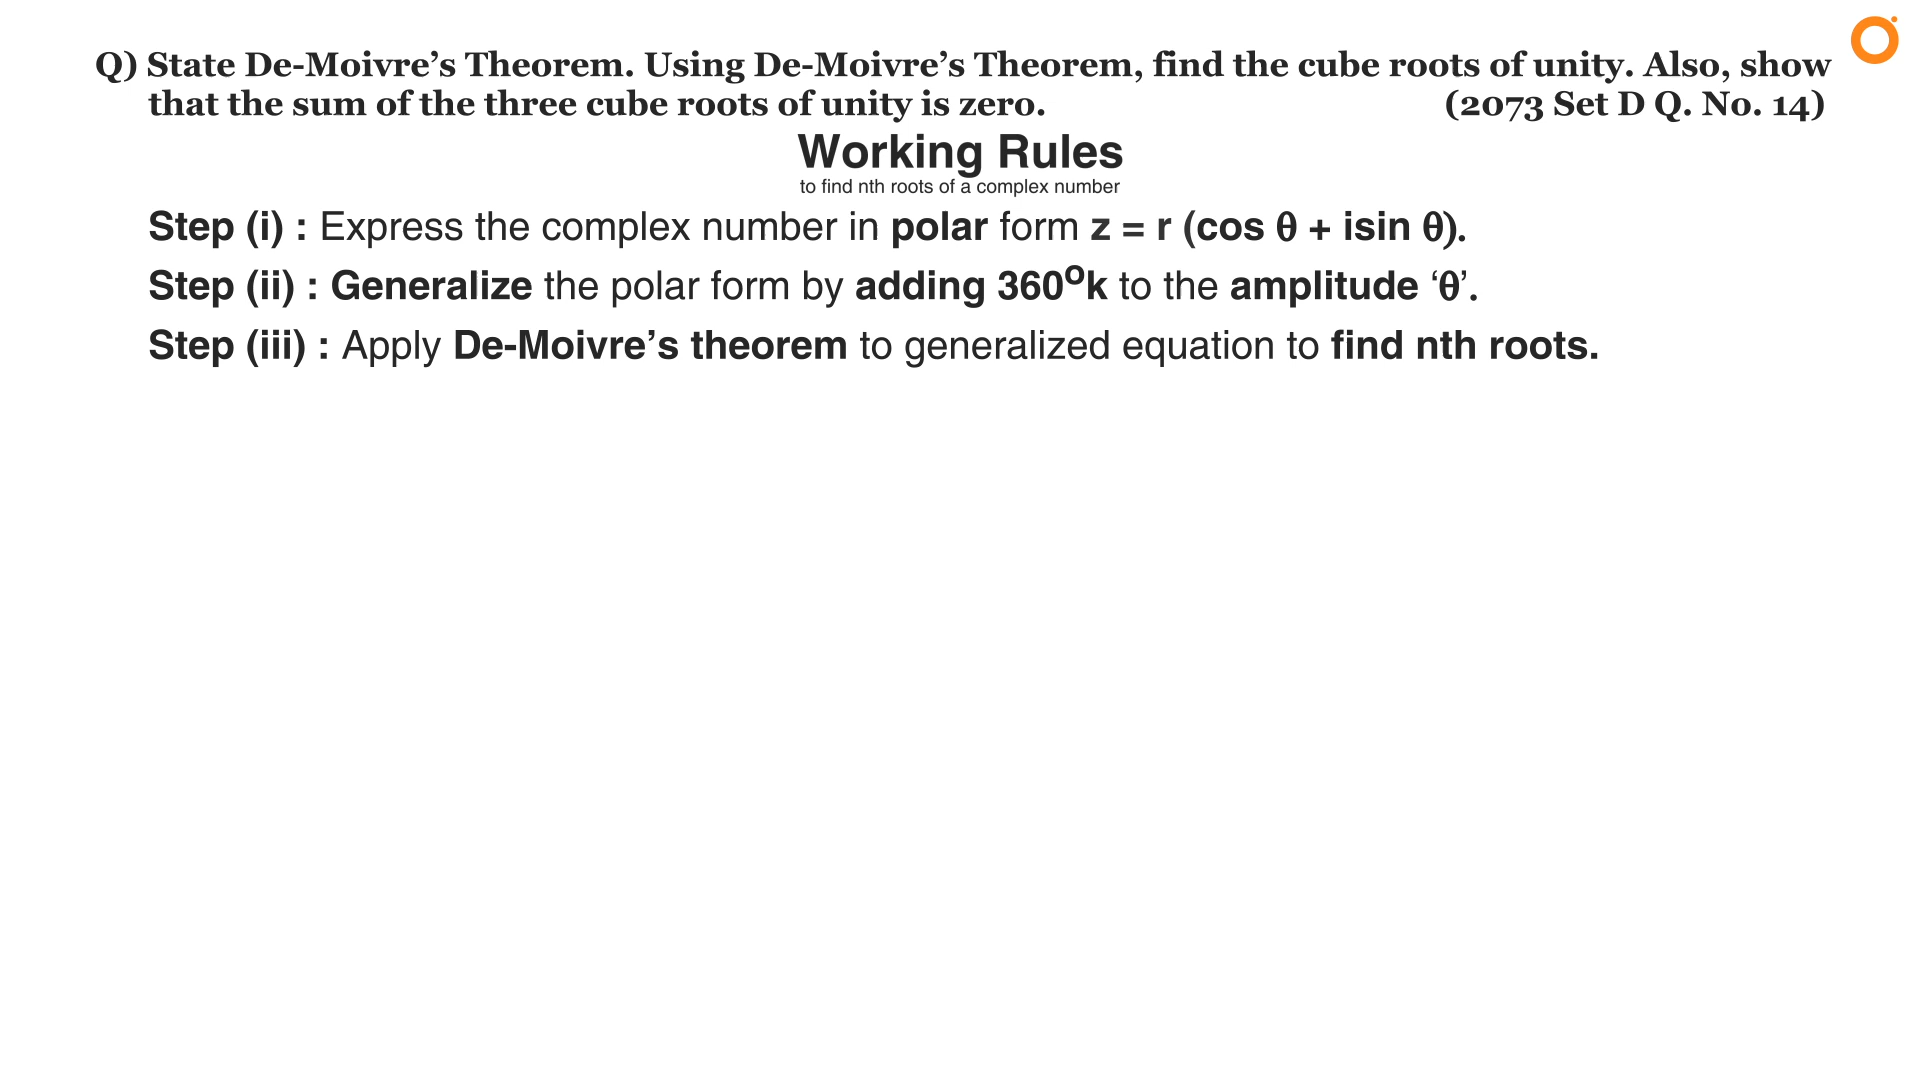 Q) State De-Moivre’s Theorem. Using De-Moivre’s Theorem, find the cube roots of unity. Also, show
that the sum of the three cube roots of unity is zero. (2073 Set D Q. No. 14)
Working Rules
to find nth roots of a complex number
Step (i) : Express the complex number in polar form z = r (cos θ + isin θ).
Step (ii) : Generalize the polar form by adding 360ᴼk to the amplitude ‘θ’.
Step (iii) : Apply De-Moivre’s theorem to generalized equation to find nth roots.